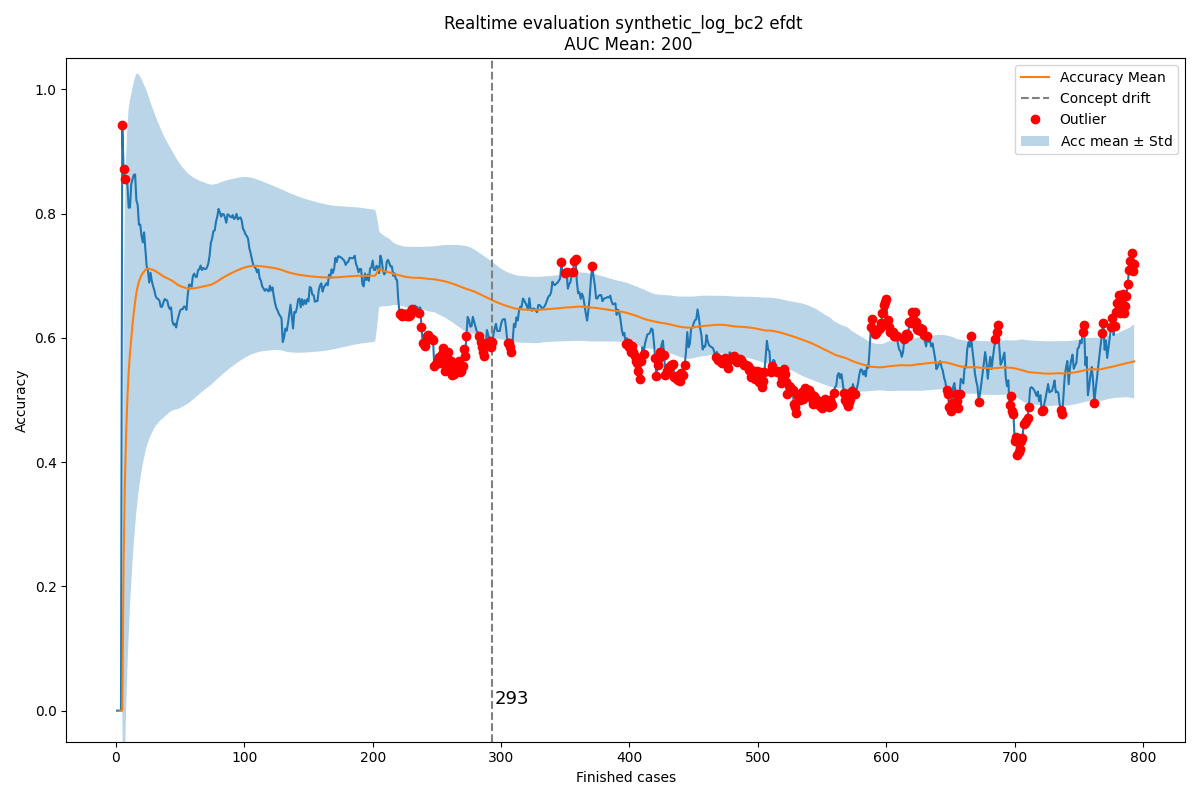 Realtime evaluation synthetic_log_bc2 efdt
AUC Mean: 200
Accuracy Mean
Concept drift
Outlier
Acc mean ± Std
1.0
0.8
0.6
0.4
0.2
0.0
Accuracy
293
0 100 200 300 400 500 600 700 800
Finished cases